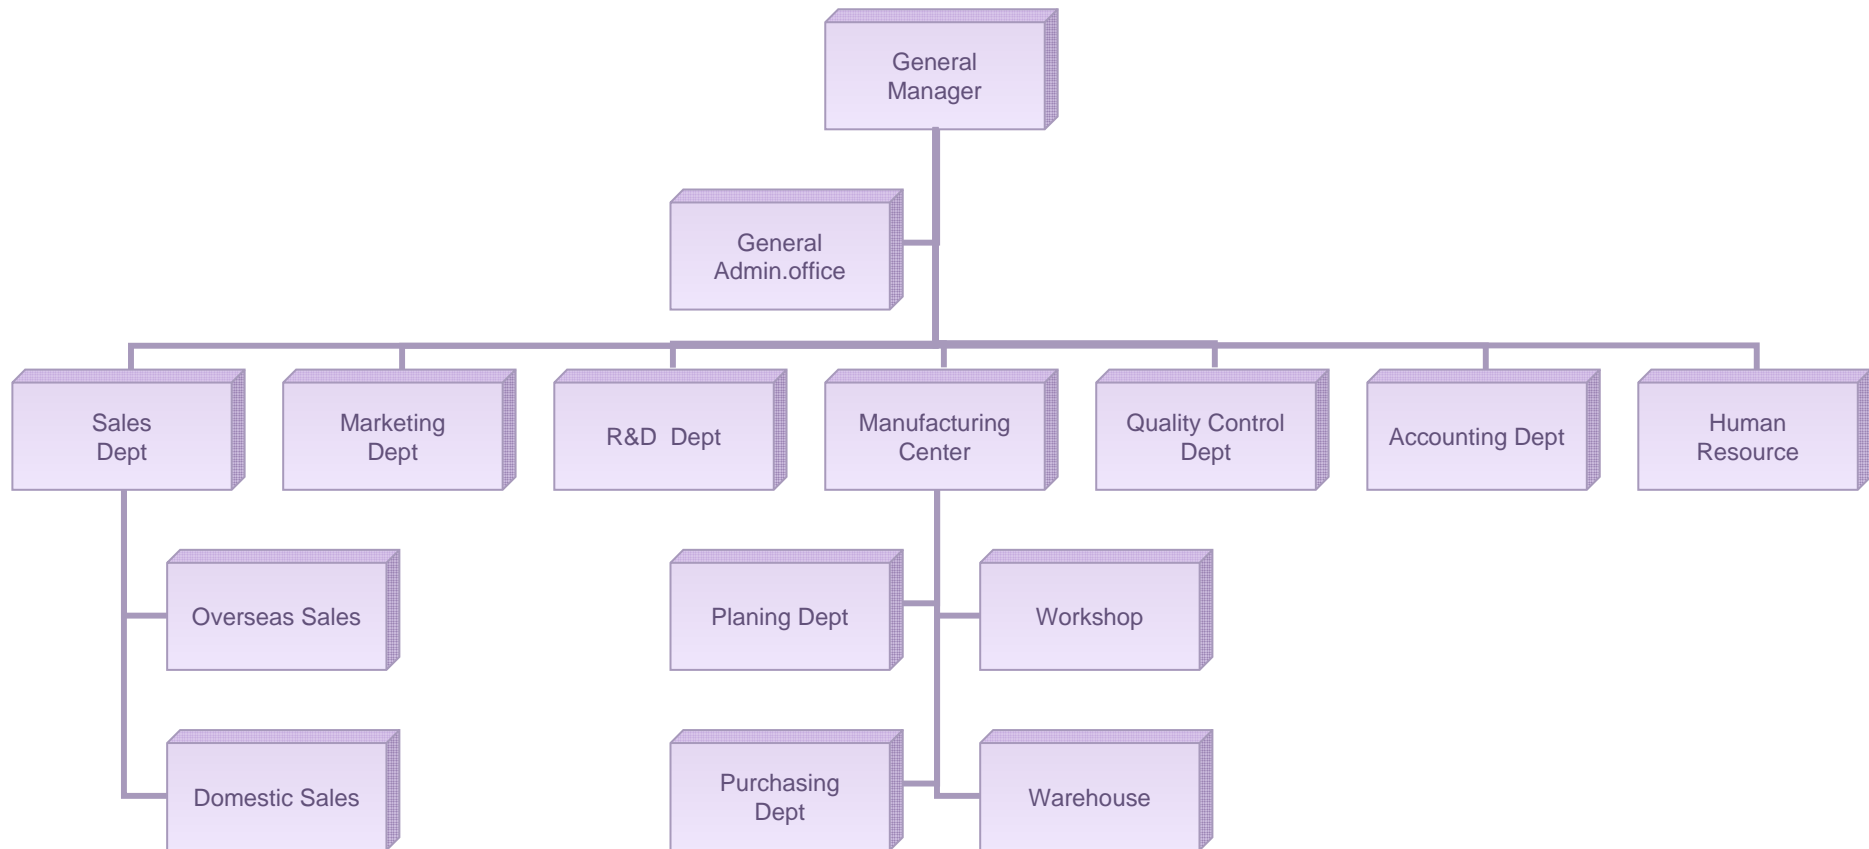 General
Manager
General
Admin.office
Sales
Dept
Marketing
Dept
R&D  Dept
Manufacturing
Center
Quality Control
Dept
Accounting Dept
Human
Resource
Overseas Sales
Planing Dept
Workshop
Domestic Sales
Purchasing
Dept
Warehouse